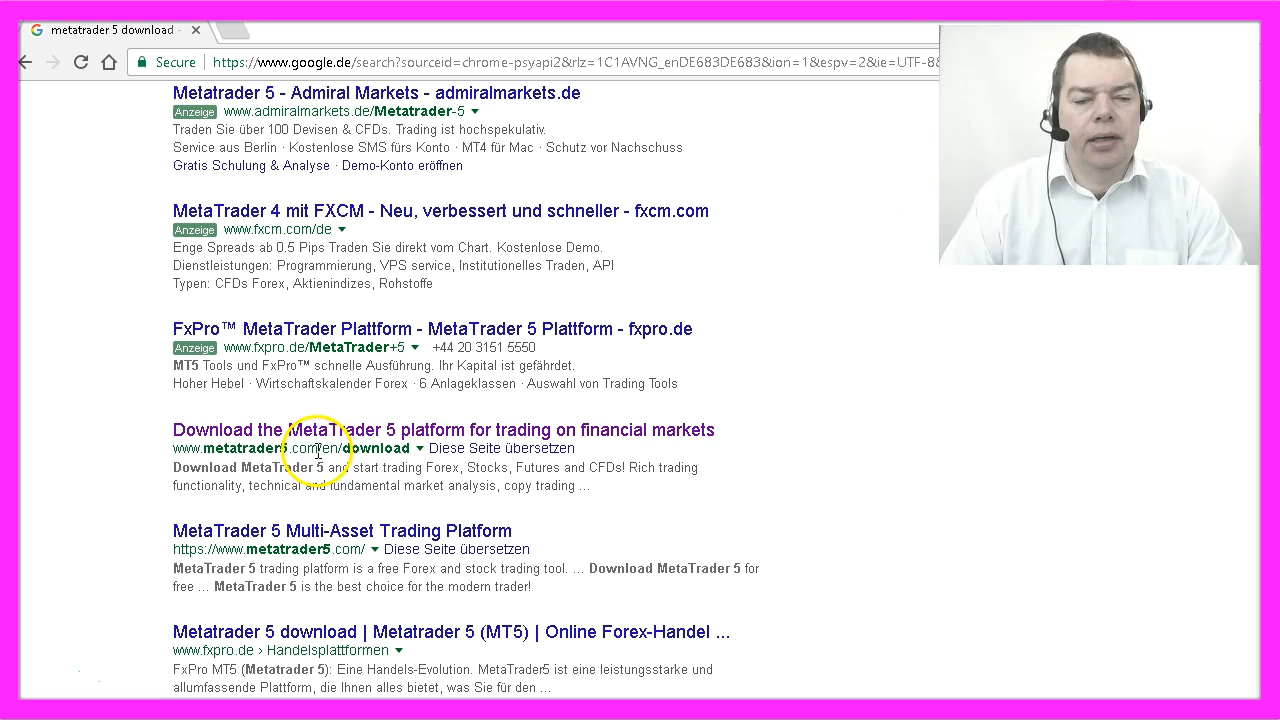 metatrader 5 download -
Secure https://www.google.de/search?sourceid=chrome-psyapi2&rlz=1C1AVNG_enDE683DE683&ion=1&espv=2&ie=UTF-8&
Metatrader 5 - Admiral Markets - admiralmarkets.de
Anzeige www.admiralmarkets.de/Metatrader-5
Traden Sie über 100 Devisen & CFDs. Trading ist hochspekulativ.
Service aus Berlin · Kostenlose SMS fürs Konto · MT4 für Mac · Schutz vor Nachschuss
Gratis Schulung & Analyse · Demo-Konto eröffnen
MetaTrader 4 mit FXCM - Neu, verbessert und schneller - fxcm.com
Anzeige www.fxcm.com/de
Enge Spreads ab 0.5 Pips Traden Sie direkt vom Chart. Kostenlose Demo.
Dienstleistungen: Programmierung, VPS service, Institutionelles Traden, API
Typen: CFDs Forex, Aktienindizes, Rohstoffe
FxPro™ MetaTrader Plattform - MetaTrader 5 Plattform - fxpro.de
Anzeige www.fxpro.de/MetaTrader+5 +44 20 3151 5550
MT5 Tools und FxPro™ schnelle Ausführung. Ihr Kapital ist gefährdet.
Hoher Hebel · Wirtschaftskalender Forex · 6 Anlageklassen · Auswahl von Trading Tools
Download the MetaTrader 5 platform for trading on financial markets
www.metatrader5.com/en/download Diese Seite übersetzen
Download MetaTrader 5 and start trading Forex, Stocks, Futures and CFDs! Rich trading
functionality, technical and fundamental market analysis, copy trading ...
MetaTrader 5 Multi-Asset Trading Platform
https://www.metatrader5.com/ Diese Seite übersetzen
MetaTrader 5 trading platform is a free Forex and stock trading tool. ... Download MetaTrader 5 for
free ... MetaTrader 5 is the best choice for the modern trader!
Metatrader 5 download | Metatrader 5 (MT5) | Online Forex-Handel ...
www.fxpro.de › Handelsplattformen
FxPro MT5 (Metatrader 5): Eine Handels-Evolution. MetaTrader5 ist eine leistungsstarke und
allumfassende Plattform, die Ihnen alles bietet, was Sie für den ...